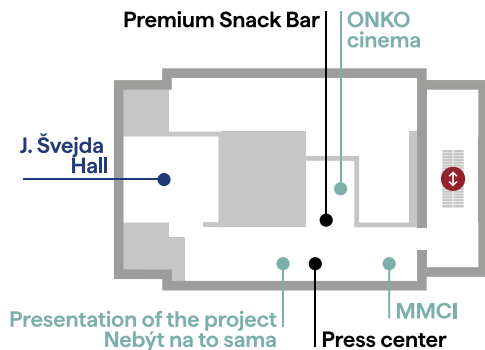 Premium Snack Bar
ONKO
cinema
J. Švejda
Hall
Presentation of the project
Nebýt na to sama
MMCI
Press center